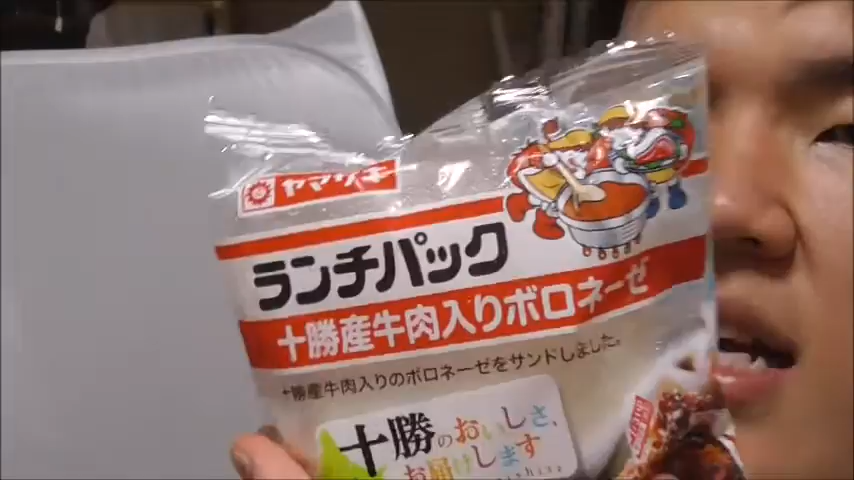 ヤマザキ
ランチパック
十勝産牛肉入りボロネーゼ
十勝産牛肉入りのボロネーゼをサンドしました。
十勝のおいしさ、
お届けします